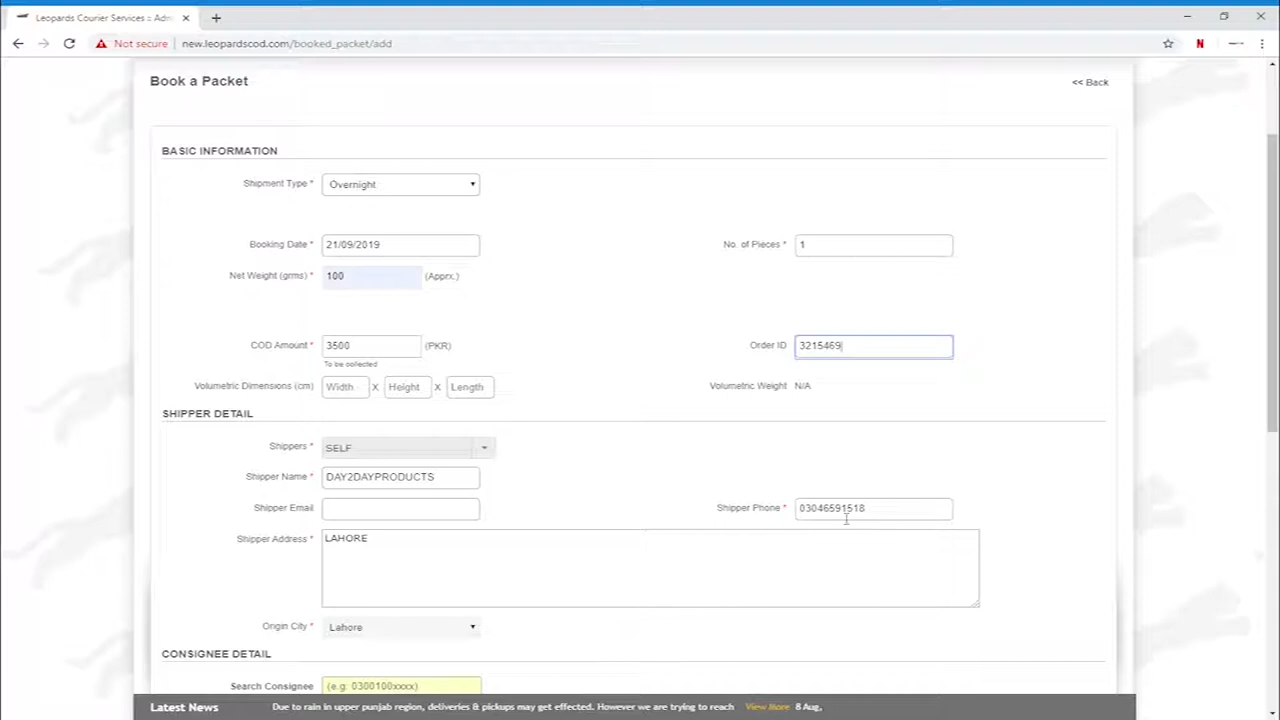 Leopards Courier Services :: Adm
Not secure | new.leopardscod.com/booked_packet/add
Book a Packet
<< Back
BASIC INFORMATION
Shipment Type * Overnight
Booking Date * 21/09/2019 No. of Pieces * 1
Net Weight (grms) * 100 (Apprx.)
COD Amount * 3500 (PKR) Order ID 3215469
To be collected
Volumetric Dimensions (cm) Width X Height X Length Volumetric Weight N/A
SHIPPER DETAIL
Shippers * SELF
Shipper Name * DAY2DAYPRODUCTS
Shipper Email Shipper Phone * 03046591518
Shipper Address * LAHORE
Origin City * Lahore
CONSIGNEE DETAIL
Search Consignee (e.g: 0300100xxxx)
Latest News Due to rain in upper punjab region, deliveries & pickups may get effected. However we are trying to reach View More 8 Aug,